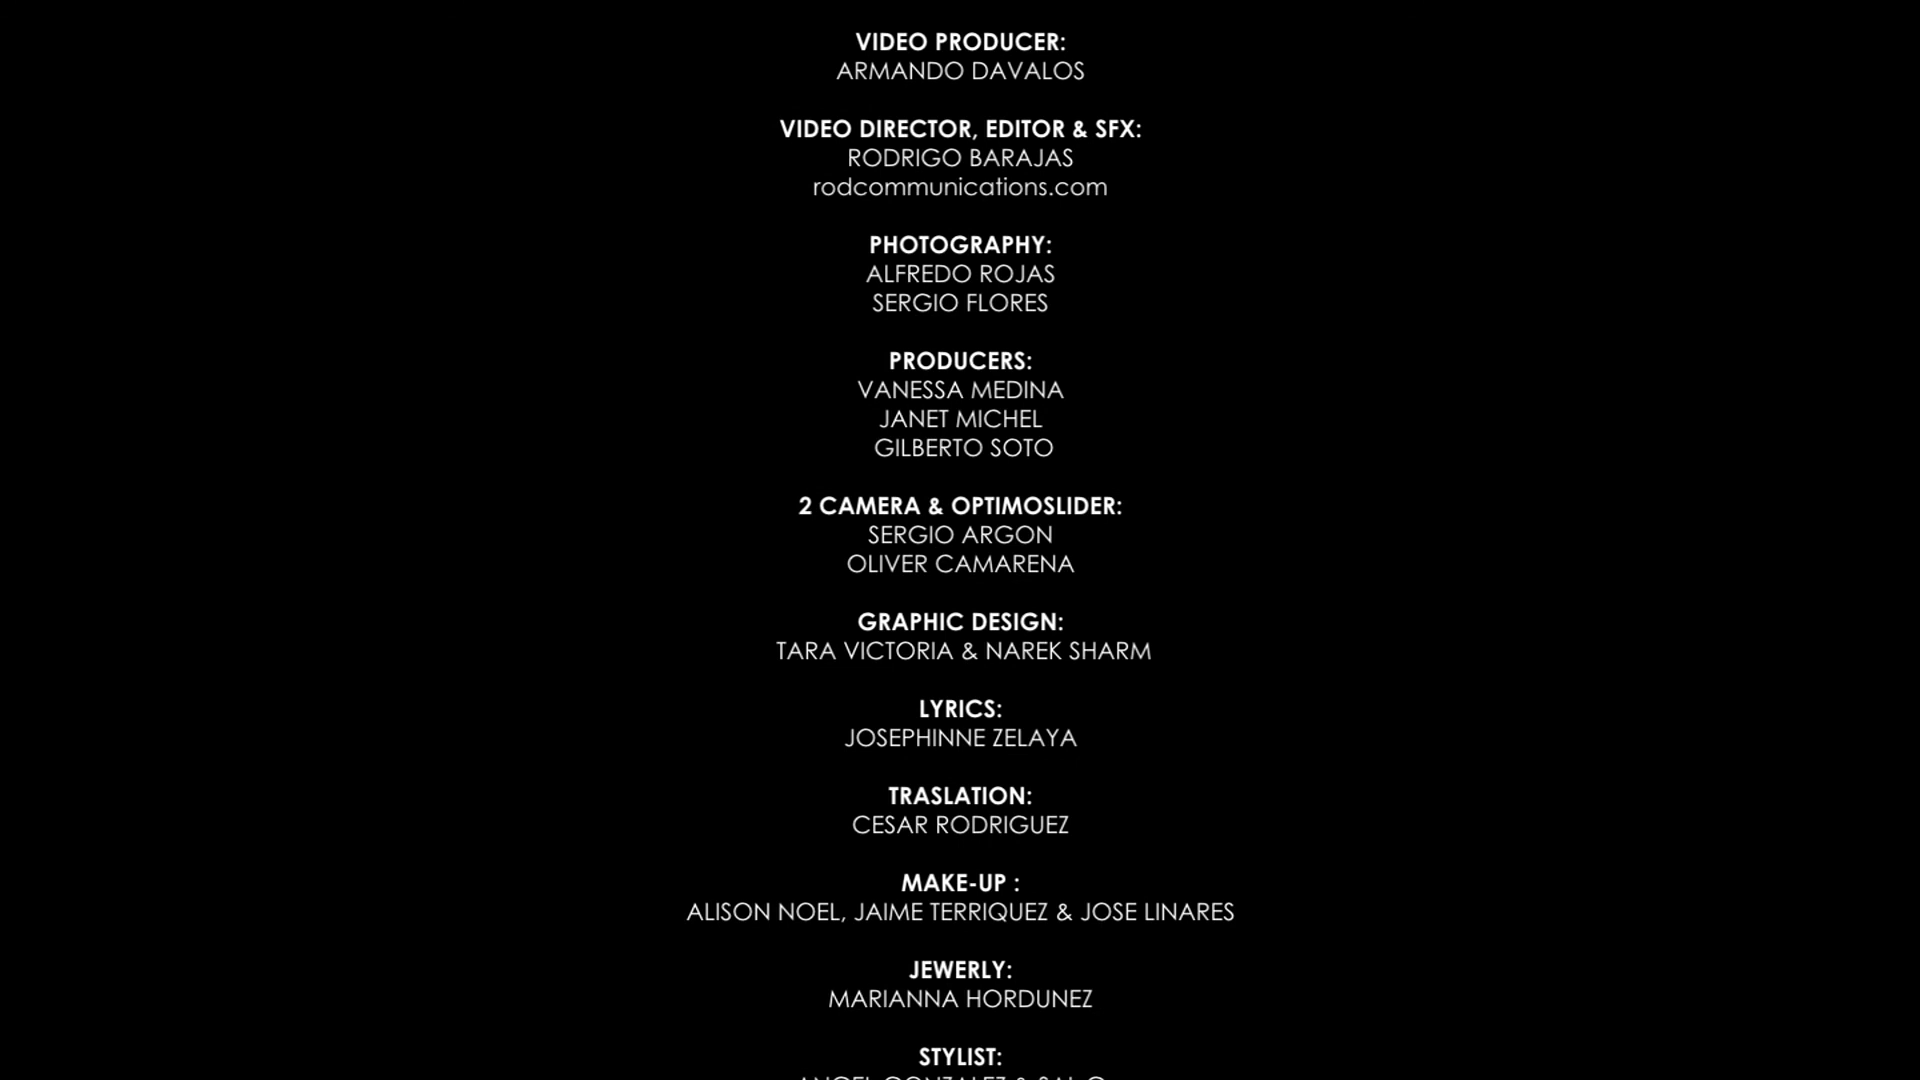 VIDEO PRODUCER:
ARMANDO DAVALOS
VIDEO DIRECTOR, EDITOR & SFX:
RODRIGO BARAJAS
rodcommunications.com
PHOTOGRAPHY:
ALFREDO ROJAS
SERGIO FLORES
PRODUCERS:
VANESSA MEDINA
JANET MICHEL
GILBERTO SOTO
2 CAMERA & OPTIMOSLIDER:
SERGIO ARGON
OLIVER CAMARENA
GRAPHIC DESIGN:
TARA VICTORIA & NAREK SHARM
LYRICS:
JOSEPHINNE ZELAYA
TRASLATION:
CESAR RODRIGUEZ
MAKE-UP :
ALISON NOEL, JAIME TERRIQUEZ & JOSE LINARES
JEWERLY:
MARIANNA HORDUNEZ
STYLIST:
ANGEL GONZALEZ &